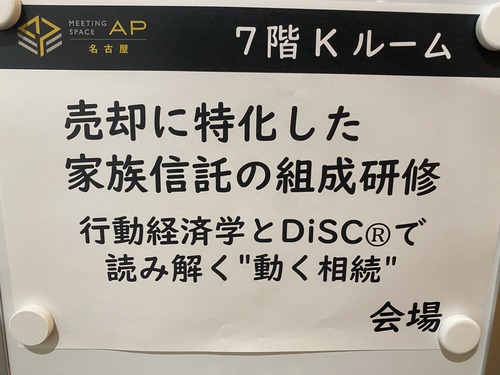 MEETING
SPACE AP
名古屋
7階 K ルーム
売却に特化した
家族信託の組成研修
行動経済学とDiSC®で
読み解く"動く相続"
会場